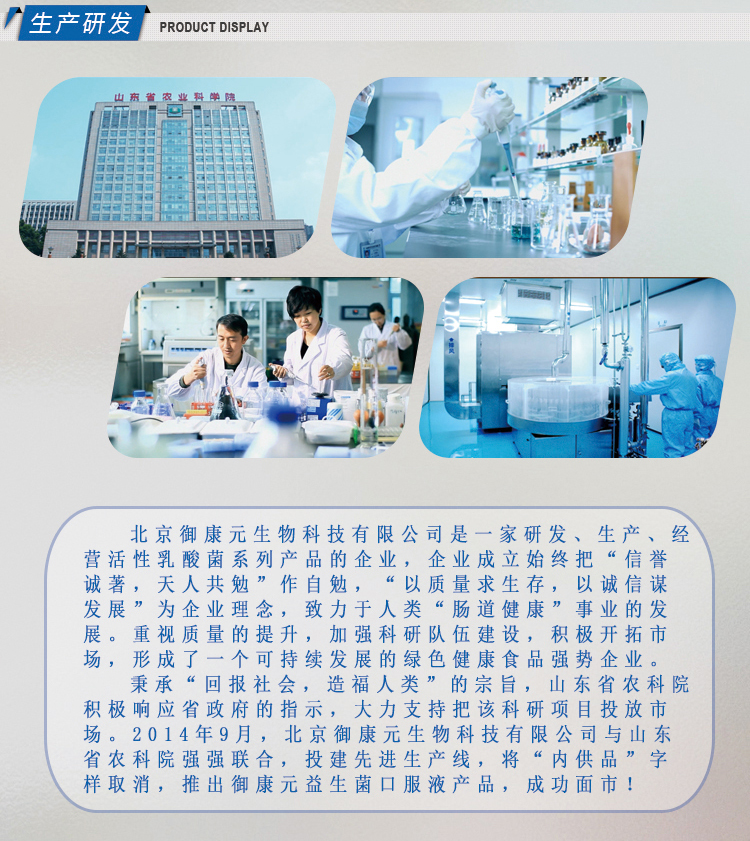 生产研发 PRODUCT DISPLAY
山东省农业科学院
北京御康元生物科技有限公司是一家研发、生产、经
营活性乳酸菌系列产品的企业，企业成立始终把“信誉
诚著，天人共勉”作自勉，“以质量求生存，以诚信谋
发展”为企业理念，致力于人类“肠道健康”事业的发
展。重视质量的提升，加强科研队伍建设，积极开拓市
场，形成了一个可持续发展的绿色健康食品强势企业。
秉承“回报社会，造福人类”的宗旨，山东省农科院
积极响应省政府的指示，大力支持把该科研项目投放市
场。2014年9月，北京御康元生物科技有限公司与山东
省农科院强强联合，投建先进生产线，将“内供品”字
样取消，推出御康元益生菌口服液产品，成功面市！